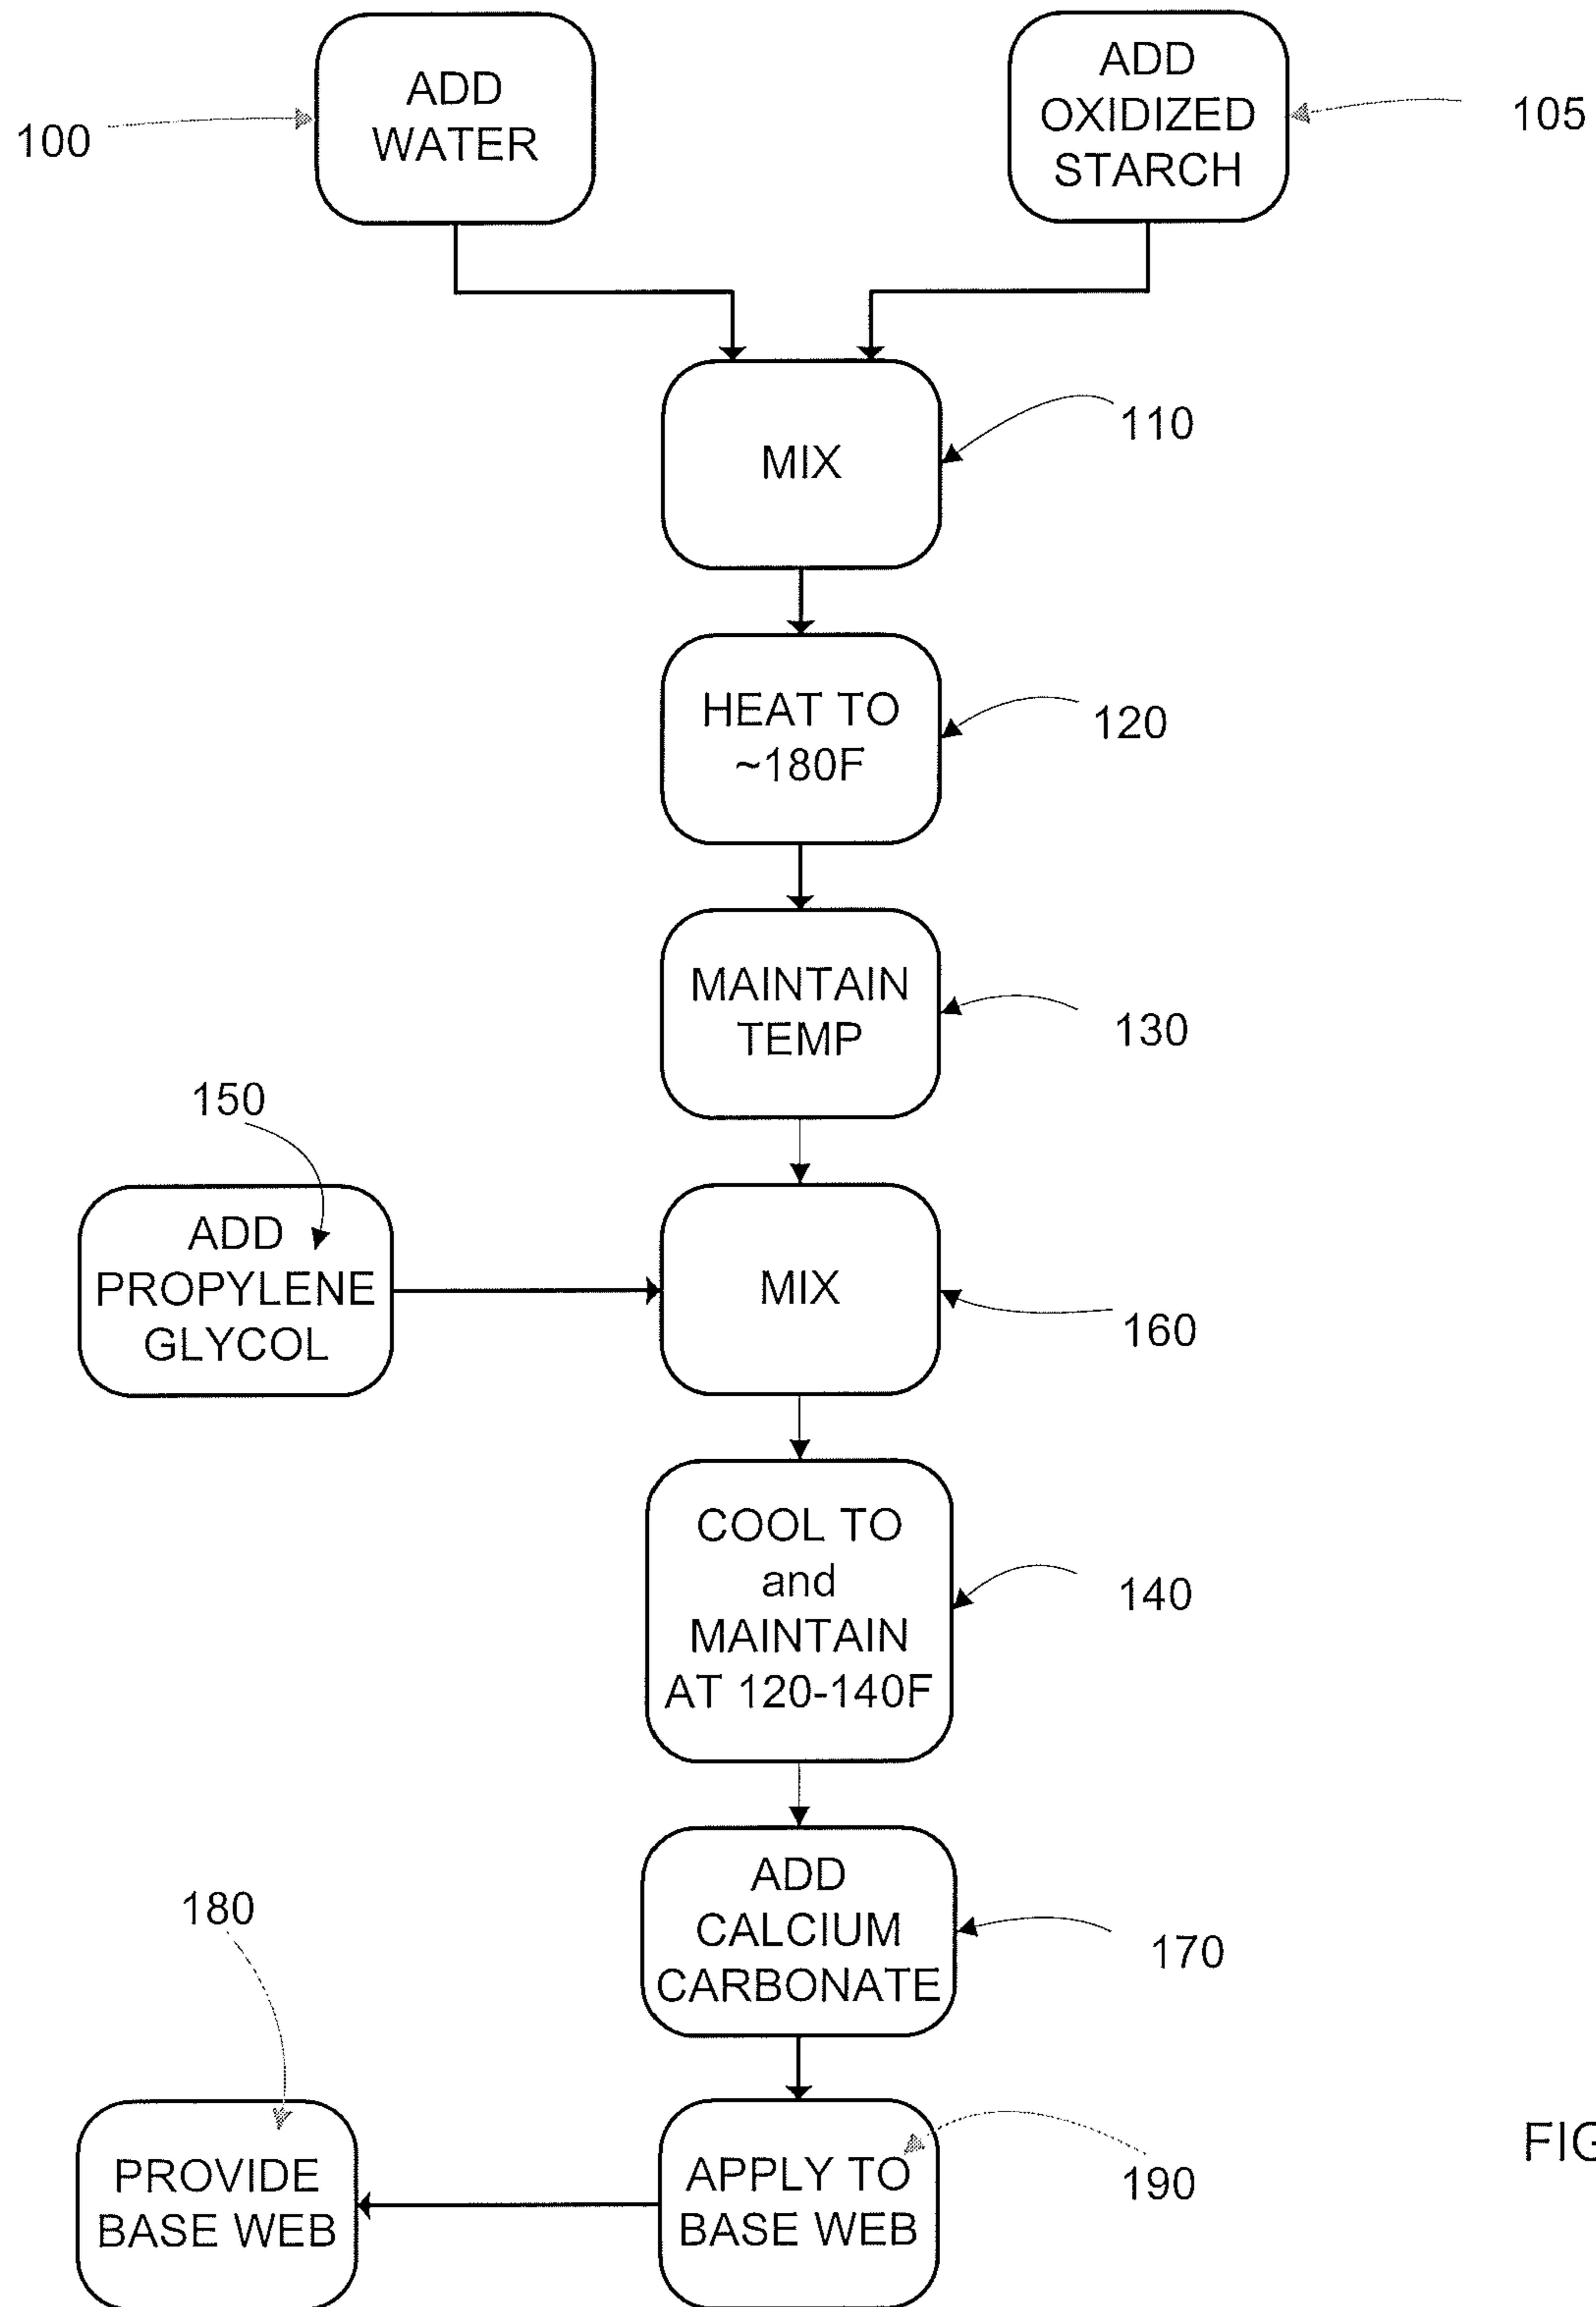 100
ADD
WATER
ADD
OXIDIZED
STARCH
105
MIX
110
HEAT TO
~180F
120
MAINTAIN
TEMP
130
150
ADD
PROPYLENE
GLYCOL
MIX
160
COOL TO
and
MAINTAIN
AT 120-140F
140
ADD
CALCIUM
CARBONATE
170
180
PROVIDE
BASE WEB
APPLY TO
BASE WEB
190
FIG